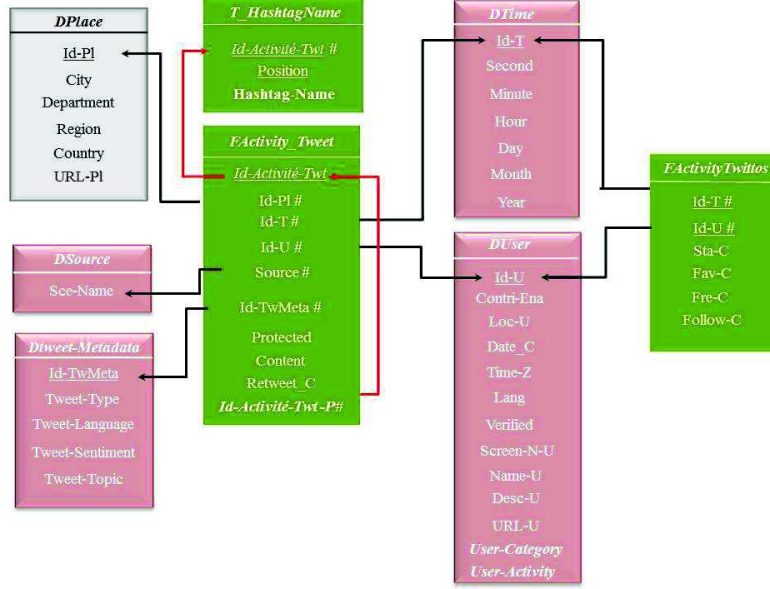 DPlace
Id-Pl
City
Department
Region
Country
URL-Pl
T_HashtagName
Id-Activité-Twt #
Position
Hashtag-Name
DTime
Id-T
Second
Minute
Hour
Day
Month
Year
FActivity_Tweet
Id-Activité-Twt
Id-Pl #
Id-T #
Id-U #
Source #
Id-TwMeta #
Protected
Content
Retweet_C
Id-Activité-Twt-P#
FActivityTwittos
Id-T #
Id-U #
Sta-C
Fav-C
Fre-C
Follow-C
DSource
Sce-Name
DUser
Id-U
Contri-Ena
Loc-U
Date_C
Time-Z
Lang
Verified
Screen-N-U
Name-U
Desc-U
URL-U
User-Category
User-Activity
Dtweet-Metadata
Id-TwMeta
Tweet-Type
Tweet-Language
Tweet-Sentiment
Tweet-Topic